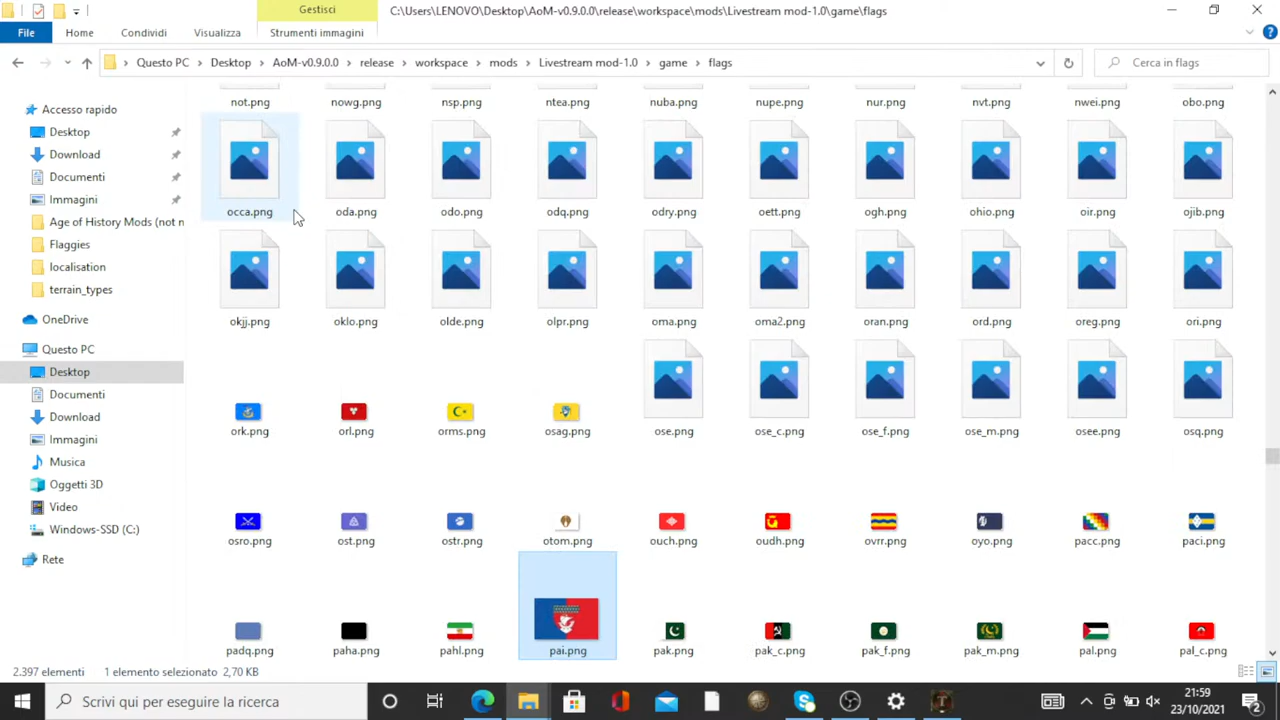 Gestisci
C:\Users\LENOVO\Desktop\AoM-v0.9.0.0\release\workspace\mods\Livestream mod-1.0\game\flags
File
Home
Condividi
Visualizza
Strumenti immagini
Questo PC > Desktop > AoM-v0.9.0.0 > release > workspace > mods > Livestream mod-1.0 > game > flags
Cerca in flags
Accesso rapido
Desktop
Download
Documenti
Immagini
Age of History Mods (not n
Flaggies
localisation
terrain_types
OneDrive
Questo PC
Desktop
Documenti
Download
Immagini
Musica
Oggetti 3D
Video
Windows-SSD (C:)
Rete
not.png nowg.png nsp.png ntea.png nuba.png nupe.png nur.png nvt.png nwei.png obo.png
occa.png oda.png odo.png odq.png odry.png oett.png ogh.png ohio.png oir.png ojib.png
okjj.png oklo.png olde.png olpr.png oma.png oma2.png oran.png ord.png oreg.png ori.png
ork.png orl.png orms.png osag.png ose.png ose_c.png ose_f.png ose_m.png osee.png osq.png
osro.png ost.png ostr.png otom.png ouch.png oudh.png ovrr.png oyo.png pacc.png paci.png
padq.png paha.png pahl.png pai.png pak.png pak_c.png pak_f.png pak_m.png pal.png pal_c.png
2.397 elementi
1 elemento selezionato 2,70 KB
Scrivi qui per eseguire la ricerca
21:59
23/10/2021
2